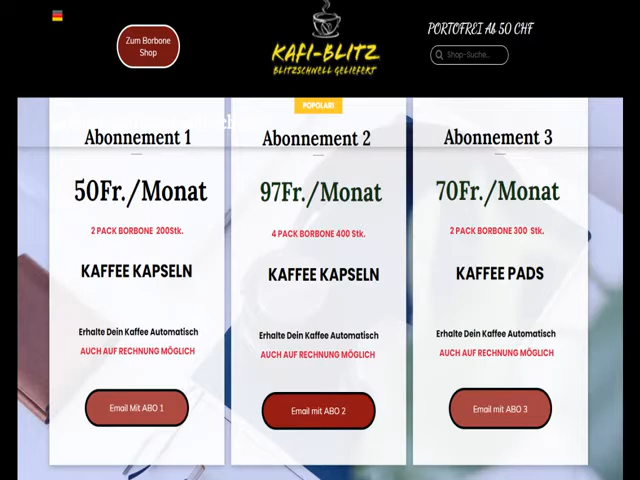 Zum Borbone
Shop
KAFI-BLITZ
BLITZSCHNELL GELIEFERT
PORTOFREI Ab 50 CHF
Shop-Suche...
POPOLARI
Abonnement 1
50Fr./Monat
2 PACK BORBONE 200Stk.
KAFFEE KAPSELN
Erhalte Dein Kaffee Automatisch
AUCH AUF RECHNUNG MÖGLICH
Email Mit ABO 1
Abonnement 2
97Fr./Monat
4 PACK BORBONE 400 Stk.
KAFFEE KAPSELN
Erhalte Dein Kaffee Automatisch
AUCH AUF RECHNUNG MÖGLICH
Email mit ABO 2
Abonnement 3
70Fr./Monat
2 PACK BORBONE 300 Stk.
KAFFEE PADS
Erhalte Dein Kaffee Automatisch
AUCH AUF RECHNUNG MÖGLICH
Email mit ABO 3